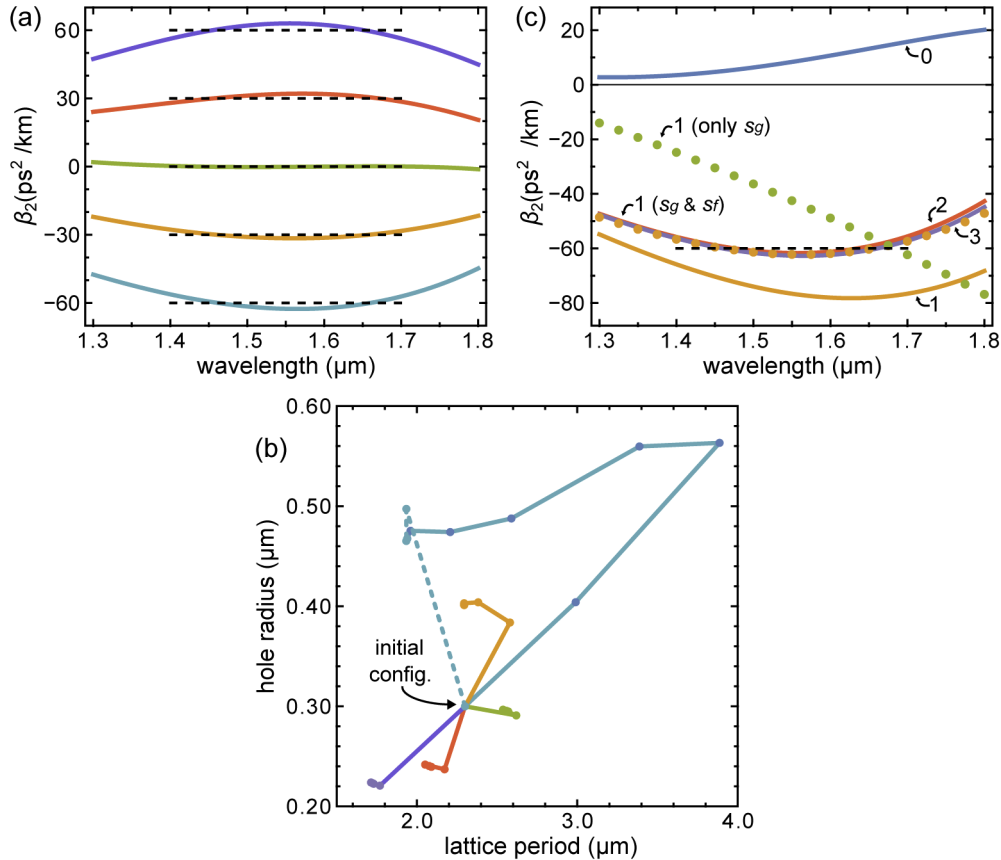 (a)
60
30
0
−30
−60
β₂(ps² /km)
1.3 1.4 1.5 1.6 1.7 1.8
wavelength (µm)
(c)
20
0
−20
−40
−60
−80
β₂(ps² /km)
0
1 (only sg)
1 (sg & sf)
2
3
1
1.3 1.4 1.5 1.6 1.7 1.8
wavelength (µm)
(b)
0.60
0.50
0.40
0.30
0.20
hole radius (µm)
initial
config.
2.0 3.0 4.0
lattice period (µm)